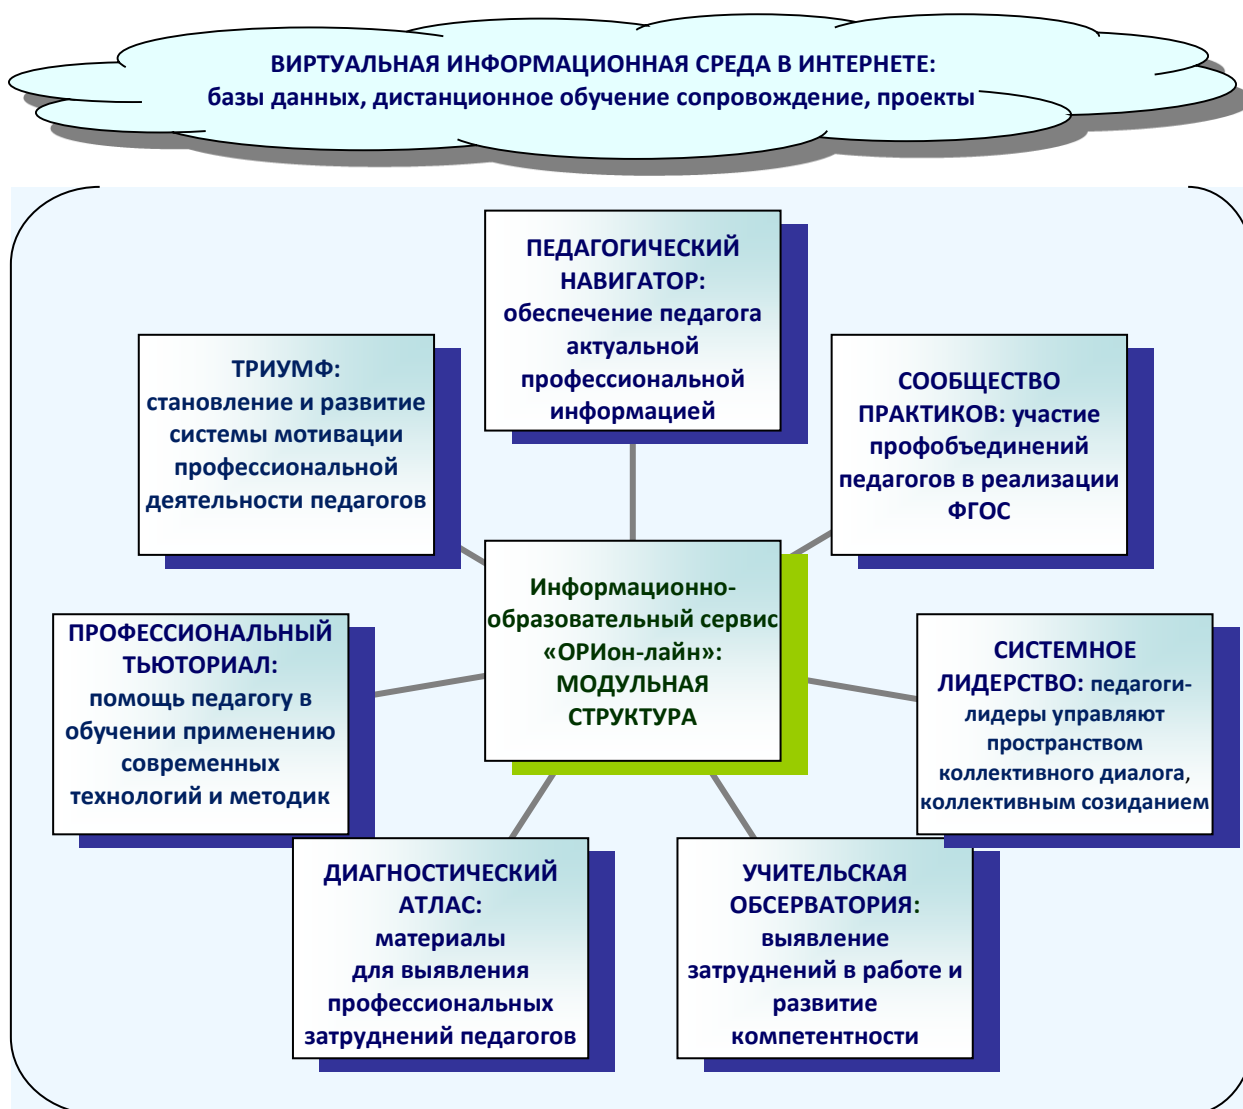 ВИРТУАЛЬНАЯ ИНФОРМАЦИОННАЯ СРЕДА В ИНТЕРНЕТЕ:
базы данных, дистанционное обучение сопровождение, проекты
ПЕДАГОГИЧЕСКИЙ
НАВИГАТОР:
обеспечение педагога
актуальной
профессиональной
информацией
ТРИУМФ:
становление и развитие
системы мотивации
профессиональной
деятельности педагогов
СООБЩЕСТВО
ПРАКТИКОВ: участие
профобъединений
педагогов в реализации
ФГОС
Информационно-
образовательный сервис
«ОРИон-лайн»:
МОДУЛЬНАЯ
СТРУКТУРА
ПРОФЕССИОНАЛЬНЫЙ
ТЬЮТОРИАЛ:
помощь педагогу в
обучении применению
современных
технологий и методик
СИСТЕМНОЕ
ЛИДЕРСТВО: педагоги-
лидеры управляют
пространством
коллективного диалога,
коллективным созиданием
ДИАГНОСТИЧЕСКИЙ
АТЛАС:
материалы
для выявления
профессиональных
затруднений педагогов
УЧИТЕЛЬСКАЯ
ОБСЕРВАТОРИЯ:
выявление
затруднений в работе и
развитие
компетентности